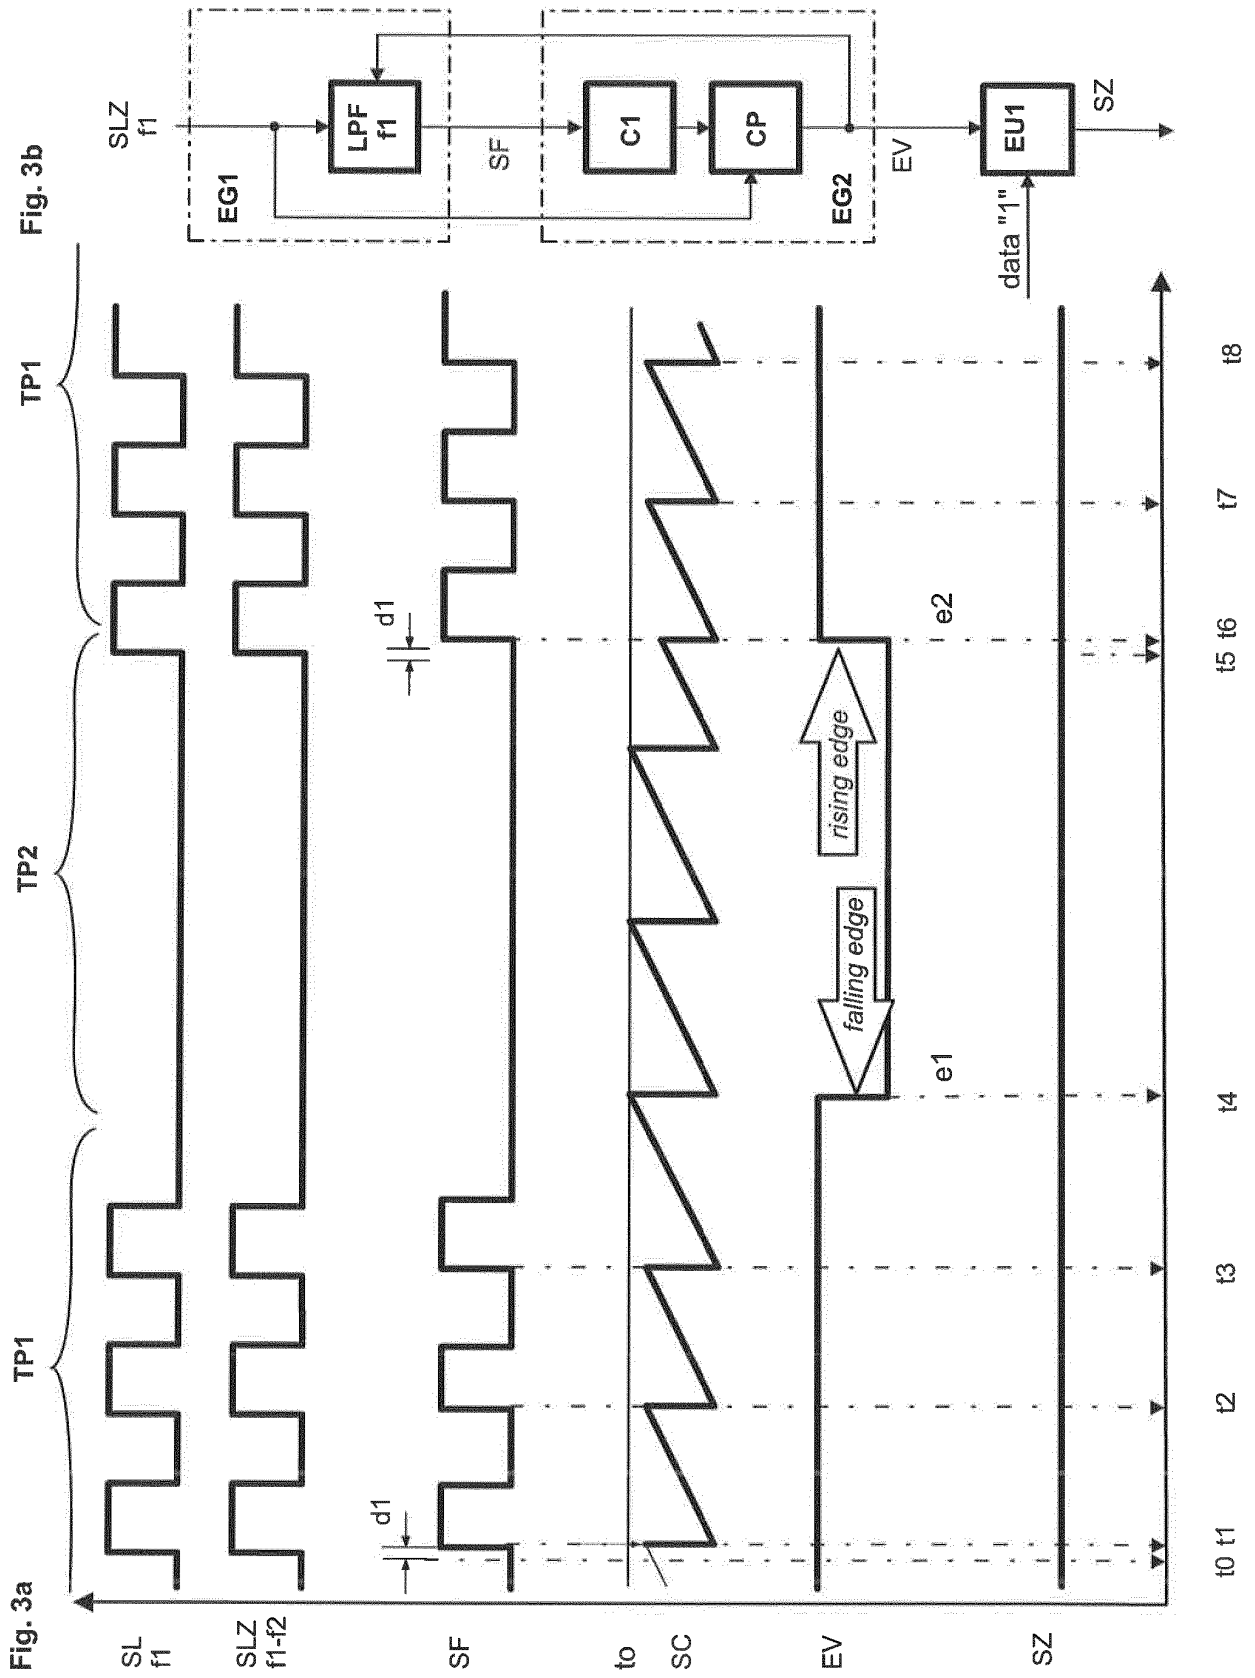 Fig. 3a
TP1
TP2
TP1
SL
f1
SLZ
f1-f2
d1
d1
SF
to
SC
EV
falling edge
rising edge
e1
e2
SZ
t0 t1 t2 t3 t4 t5 t6 t7 t8
Fig. 3b
SLZ
f1
EG1
LPF
f1
SF
C1
CP
EG2
EV
data "1"
EU1
SZ